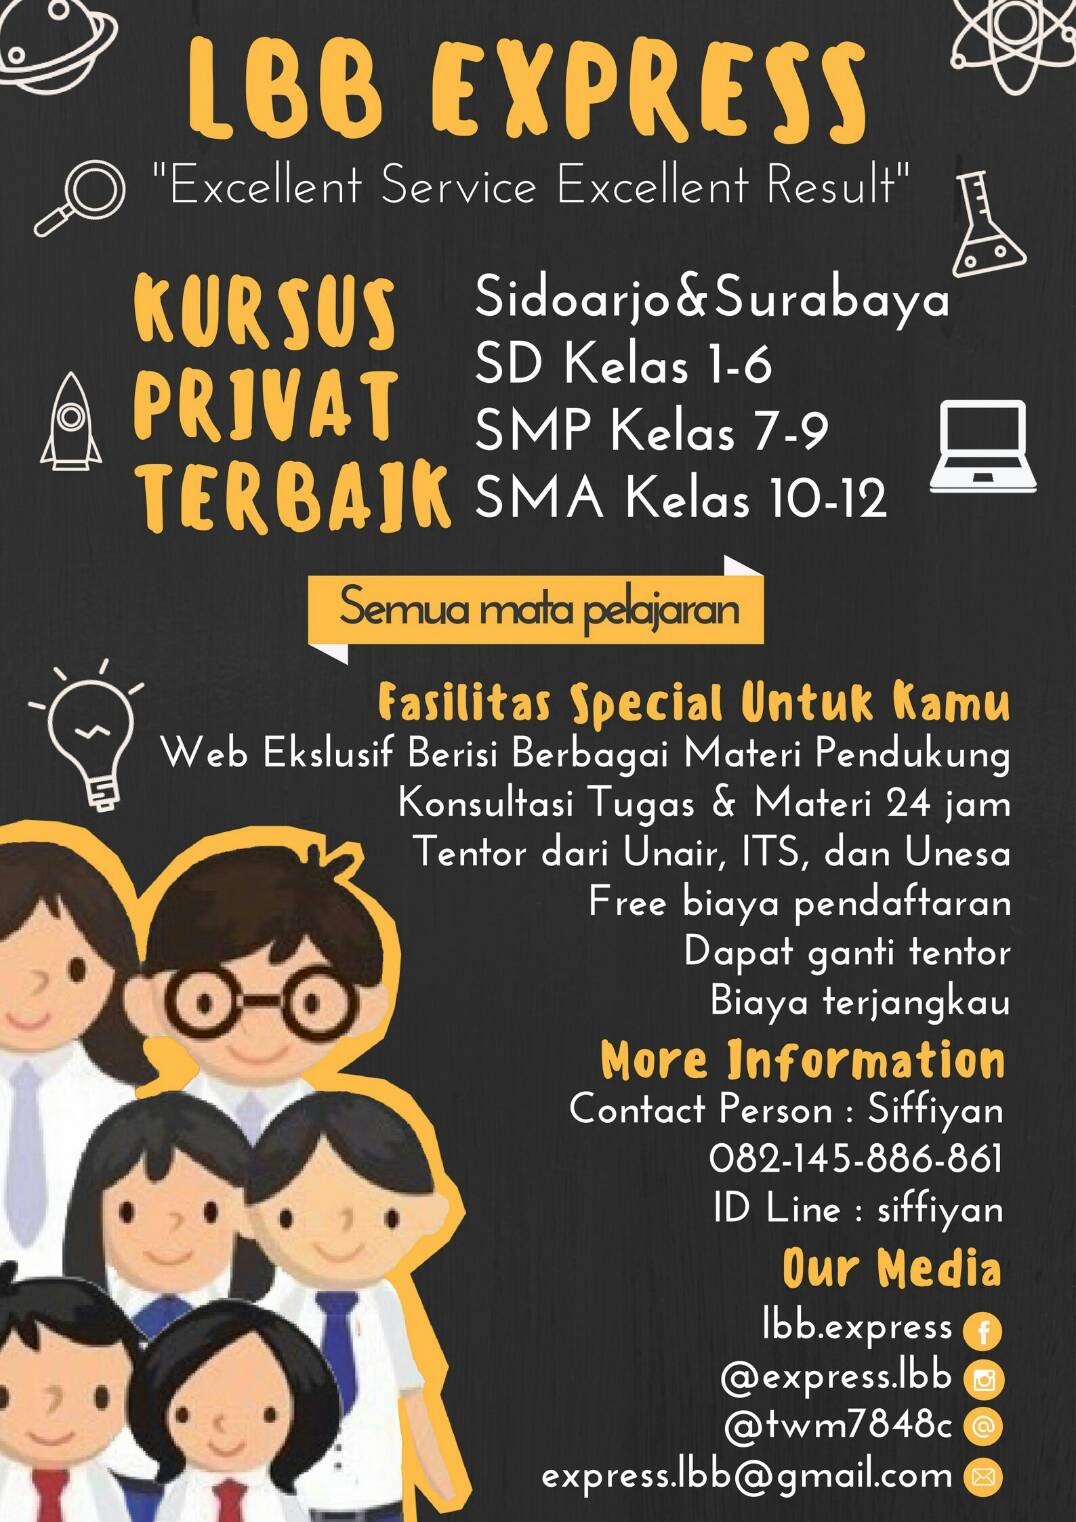 LBB EXPRESS
"Excellent Service Excellent Result"
KURSUS
PRIVAT
TERBAIK
Sidoarjo&Surabaya
SD Kelas 1-6
SMP Kelas 7-9
SMA Kelas 10-12
Semua mata pelajaran
Fasilitas Special Untuk Kamu
Web Ekslusif Berisi Berbagai Materi Pendukung
Konsultasi Tugas & Materi 24 jam
Tentor dari Unair, ITS, dan Unesa
Free biaya pendaftaran
Dapat ganti tentor
Biaya terjangkau
More Information
Contact Person : Siffiyan
082-145-886-861
ID Line : siffiyan
Our Media
lbb.express
@express.lbb
@twm7848c
express.lbb@gmail.com